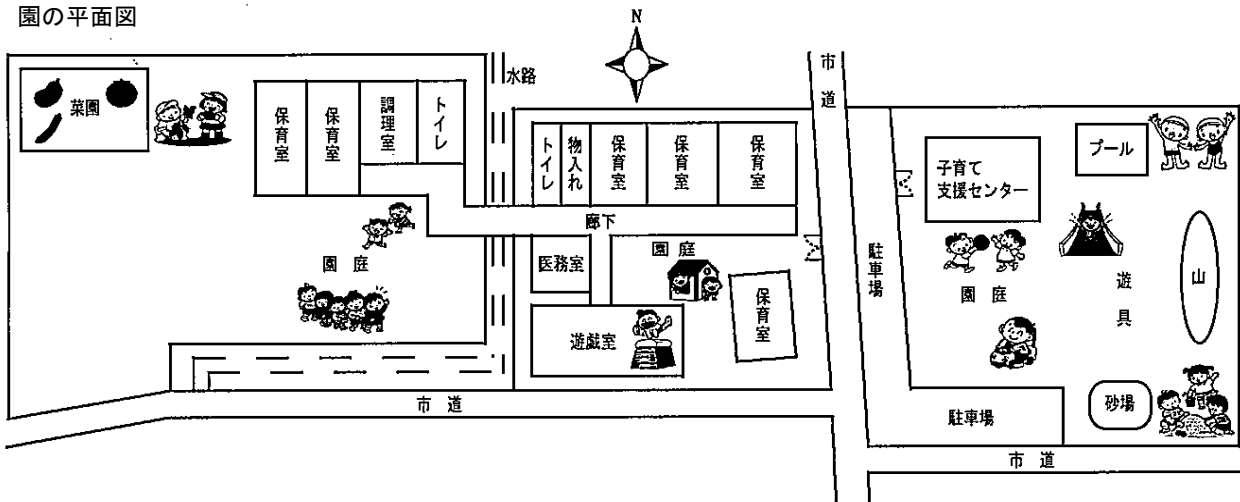 園の平面図
N
菜園
保育室
保育室
調理室
トイレ
水路
トイレ
物入れ
保育室
保育室
保育室
市道
子育て
支援センター
プール
廊下
園庭
医務室
園庭
保育室
遊戯室
駐車場
園庭
遊具
山
市道
駐車場
砂場
市道